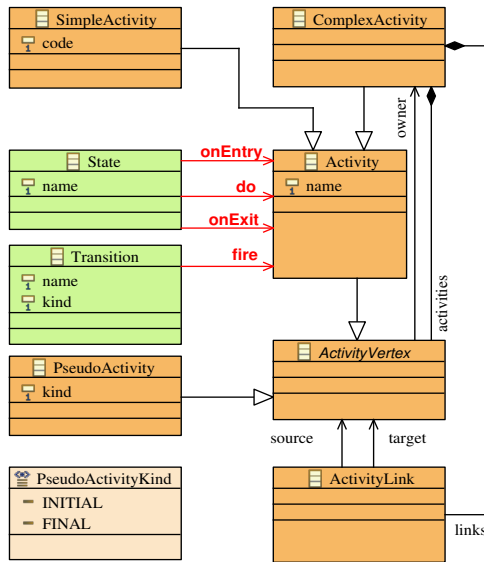 SimpleActivity
code
ComplexActivity
owner
State
name
onEntry
do
onExit
Activity
name
Transition
name
kind
fire
activities
PseudoActivity
kind
ActivityVertex
source
target
PseudoActivityKind
INITIAL
FINAL
ActivityLink
links